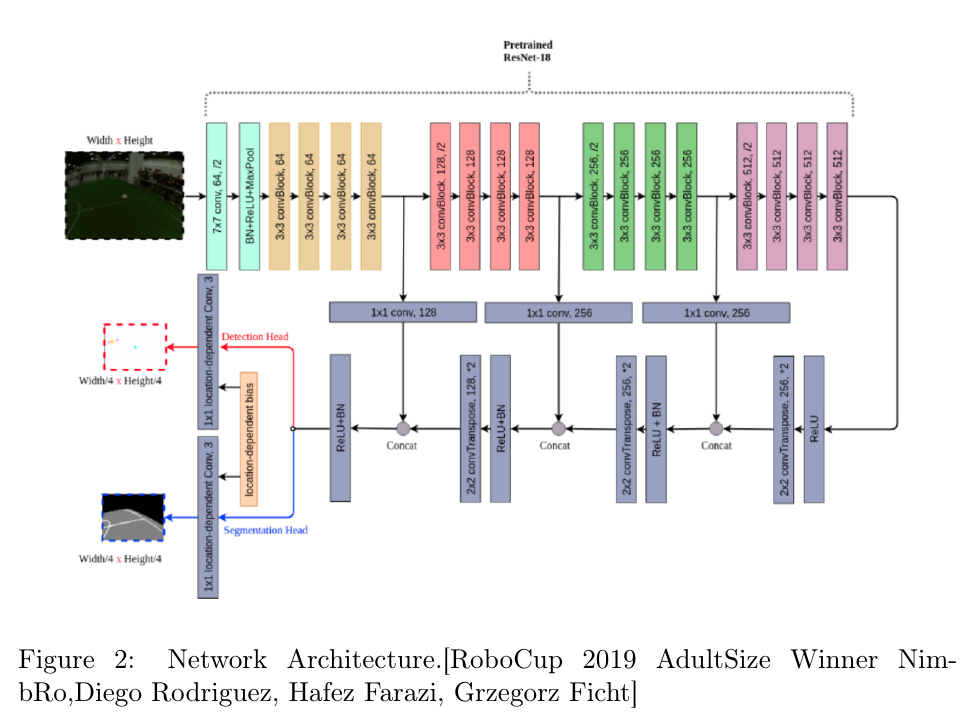 Pretrained
ResNet-18
Width x Height
7x7 conv, 64, /2
BN+ReLU+MaxPool
3x3 convBlock, 64
3x3 convBlock, 64
3x3 convBlock, 64
3x3 convBlock, 64
3x3 convBlock, 128, /2
3x3 convBlock, 128
3x3 convBlock, 128
3x3 convBlock, 128
3x3 convBlock, 256, /2
3x3 convBlock, 256
3x3 convBlock, 256
3x3 convBlock, 256
3x3 convBlock, 512, /2
3x3 convBlock, 512
3x3 convBlock, 512
3x3 convBlock, 512
1x1 conv, 128
1x1 conv, 256
1x1 conv, 256
1x1 location-dependent Conv, 3
Detection Head
Width/4 x Height/4
location-dependent bias
ReLU+BN
Concat
2x2 convTranspose, 128, *2
ReLU+BN
Concat
2x2 convTranspose, 256, *2
ReLU + BN
Concat
2x2 convTranspose, 256, *2
ReLU
1x1 location-dependent Conv, 3
Segmentation Head
Width/4 x Height/4
Figure 2: Network Architecture.[RoboCup 2019 AdultSize Winner Nim-
bRo,Diego Rodriguez, Hafez Farazi, Grzegorz Ficht]